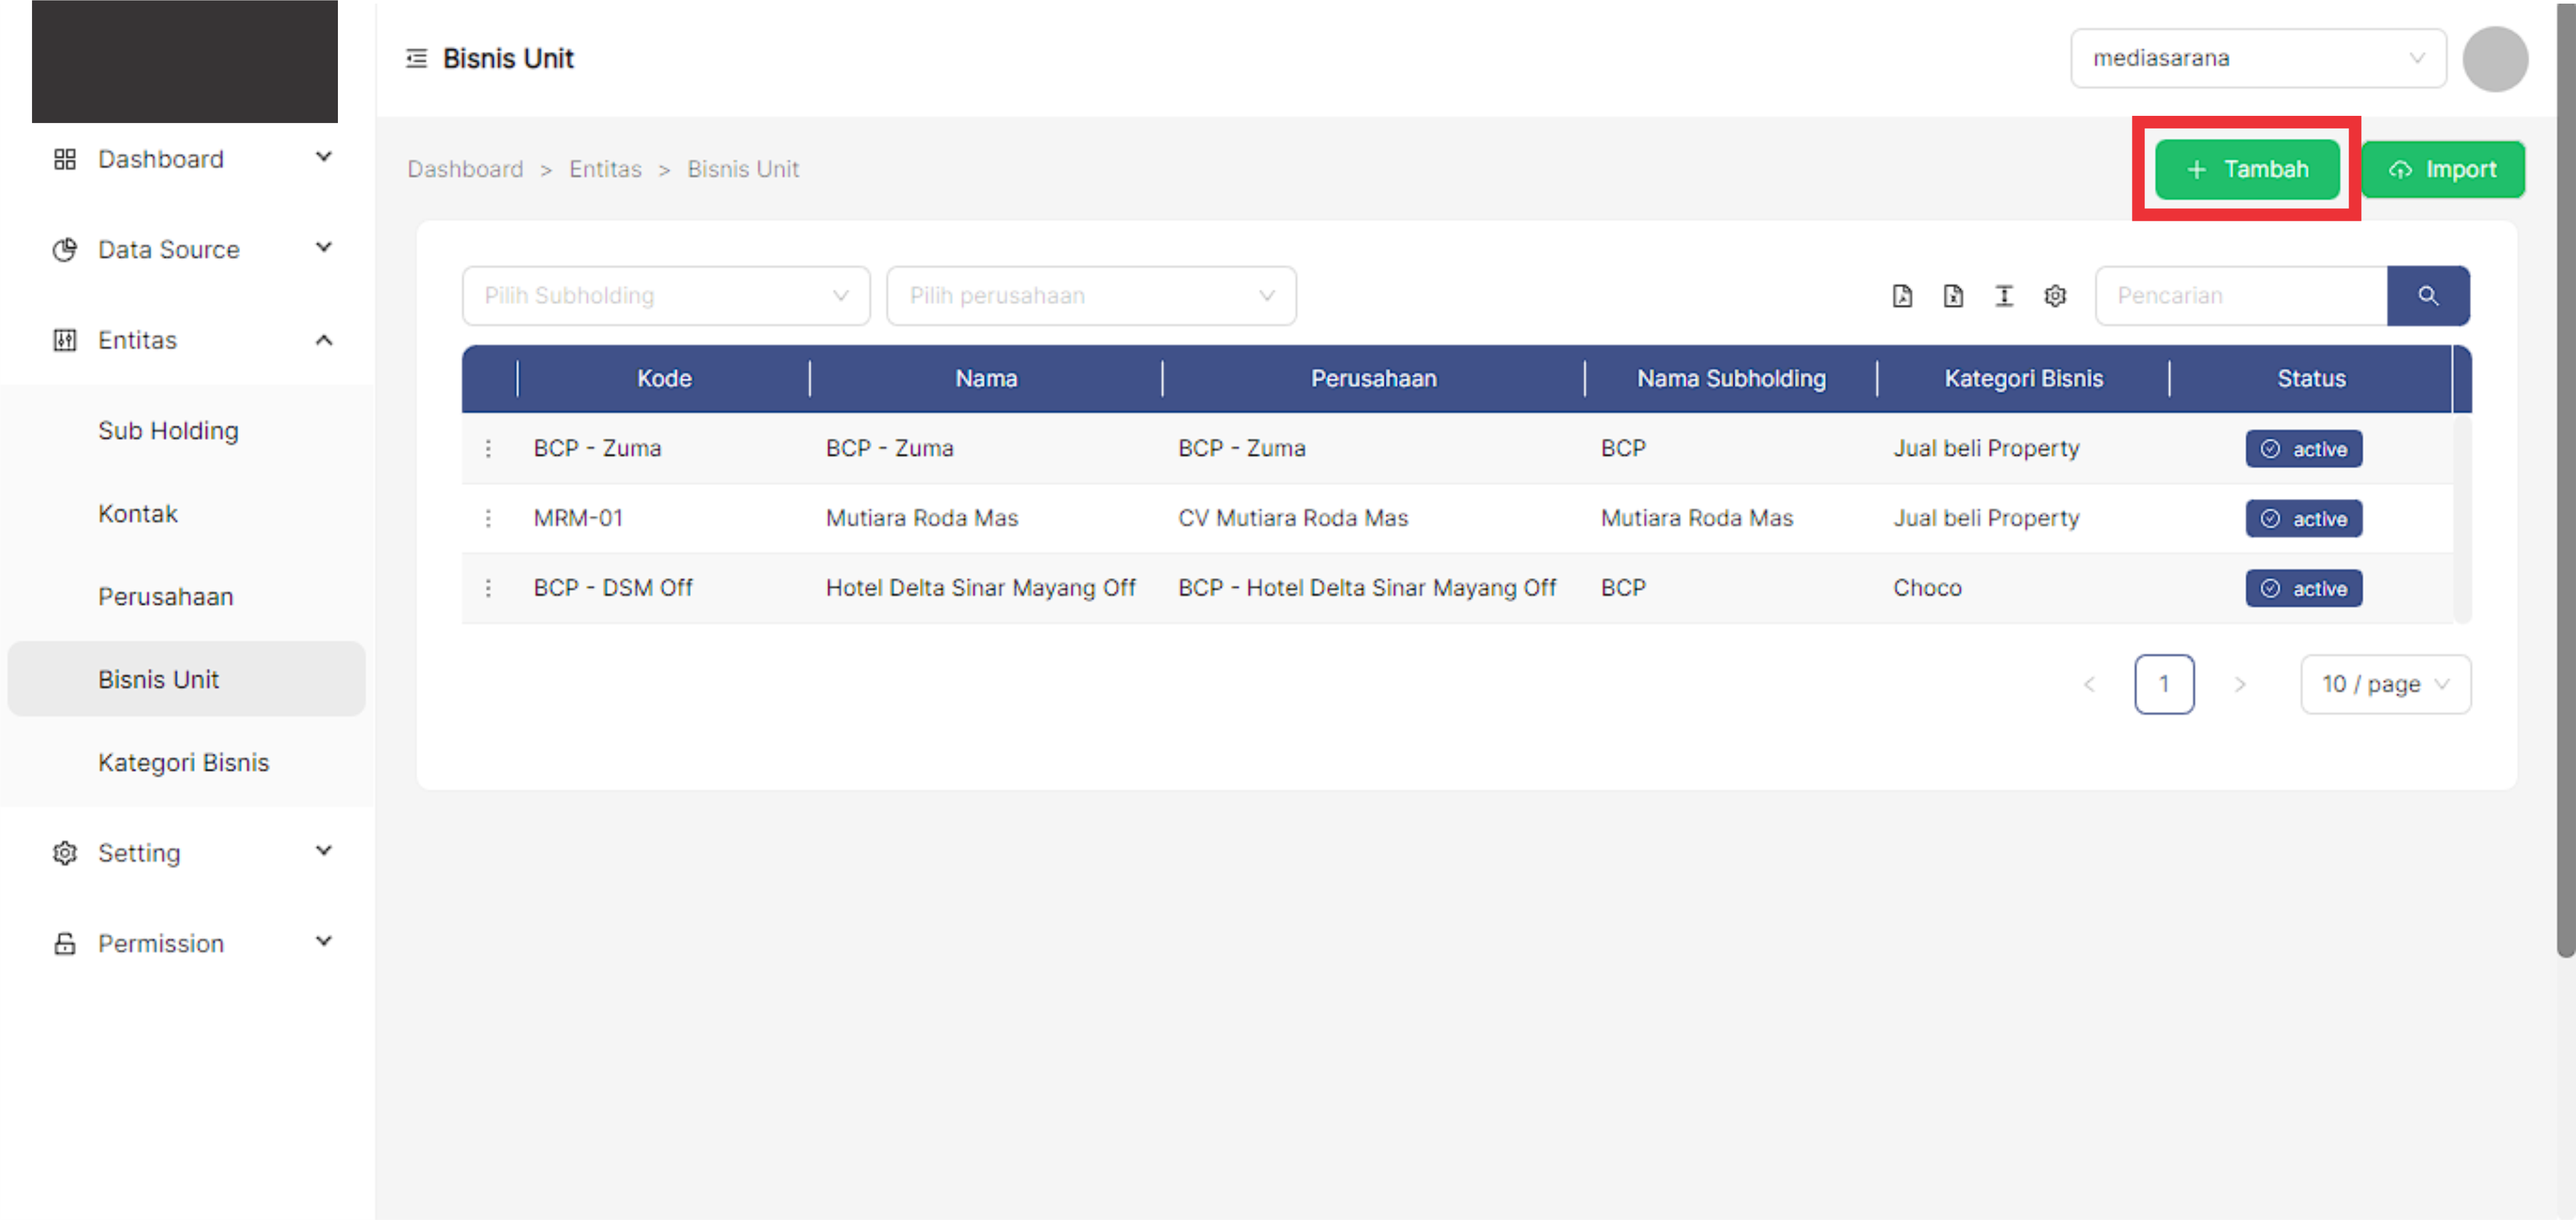 Bisnis Unit
mediasarana
Dashboard
Data Source
Entitas
Sub Holding
Kontak
Perusahaan
Bisnis Unit
Kategori Bisnis
Setting
Permission
Dashboard > Entitas > Bisnis Unit
+ Tambah
Import
Pilih Subholding
Pilih perusahaan
Pencarian
Kode Nama Perusahaan Nama Subholding Kategori Bisnis Status
BCP - Zuma BCP - Zuma BCP - Zuma BCP Jual beli Property active
MRM-01 Mutiara Roda Mas CV Mutiara Roda Mas Mutiara Roda Mas Jual beli Property active
BCP - DSM Off Hotel Delta Sinar Mayang Off BCP - Hotel Delta Sinar Mayang Off BCP Choco active
< 1 > 10 / page